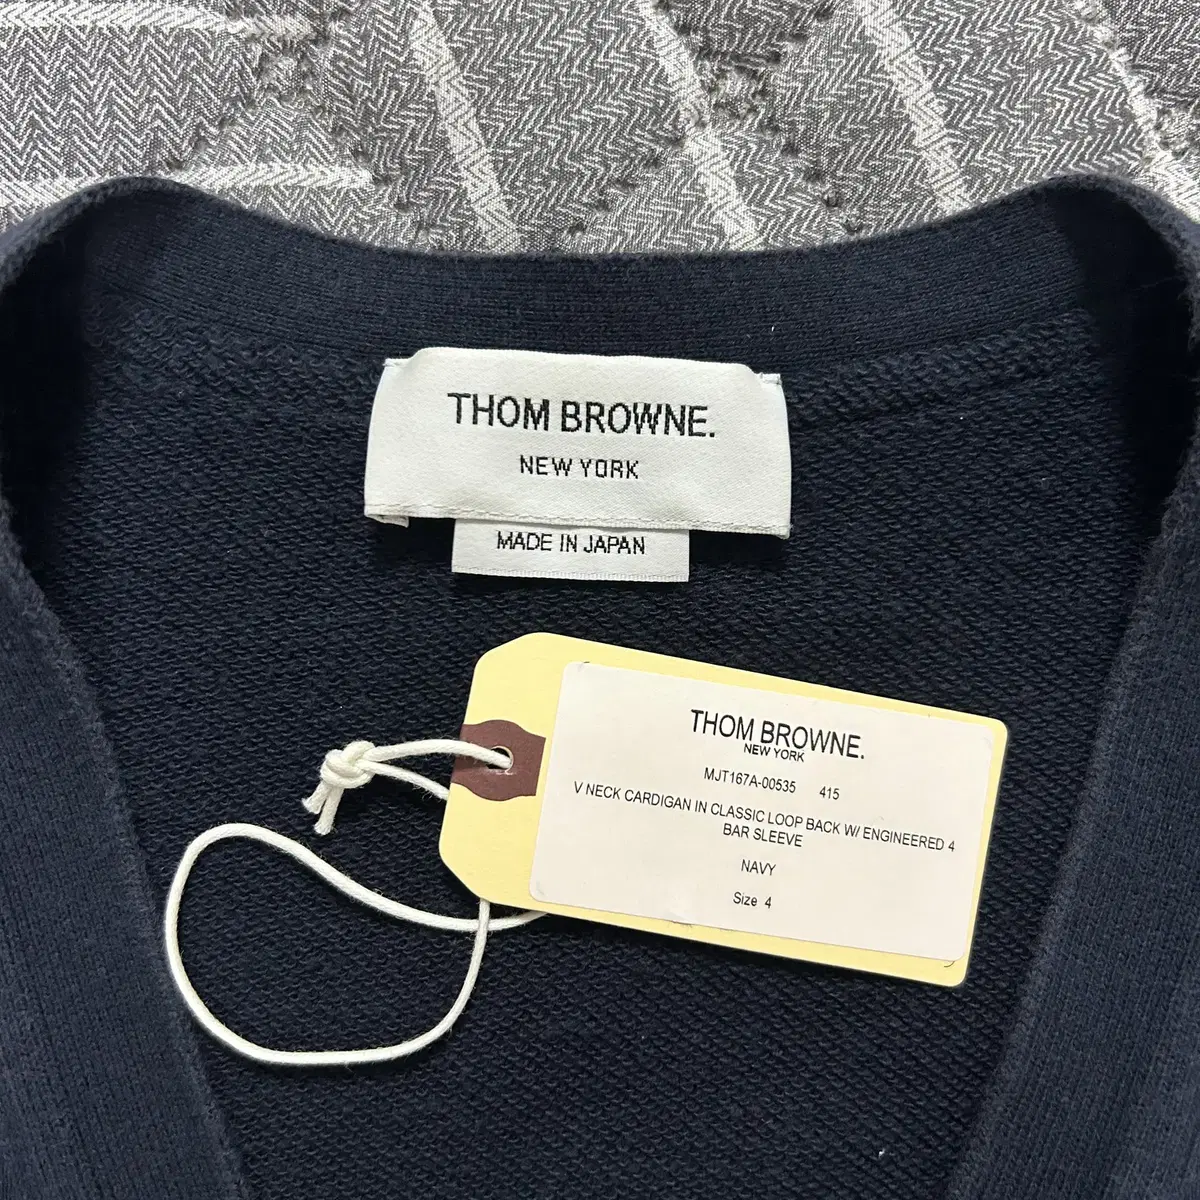 THOM BROWNE.
NEW YORK
MADE IN JAPAN
THOM BROWNE.
NEW YORK
MJT167A-00535 415
V NECK CARDIGAN IN CLASSIC LOOP BACK W/ ENGINEERED 4
BAR SLEEVE
NAVY
Size 4